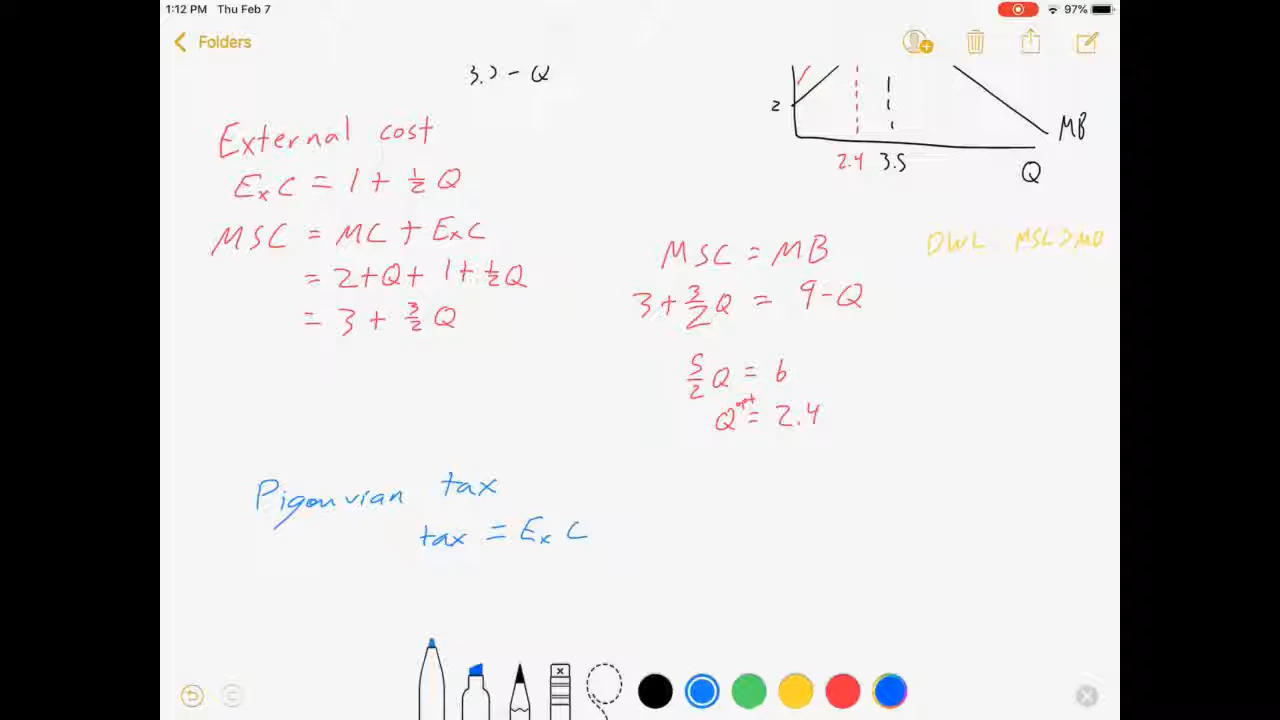 1:12 PM Thu Feb 7
97%
Folders
3.5 = Q
2
MB
2.4 3.5
Q
External cost
ExC = 1 + 1/2 Q
MSC = MC + ExC
= 2 + Q + 1 + 1/2 Q
= 3 + 3/2 Q
MSC = MB
3 + 3/2 Q = 9 - Q
5/2 Q = 6
Q^opt = 2.4
DWL MSC > MB
Pigouvian tax
tax = ExC